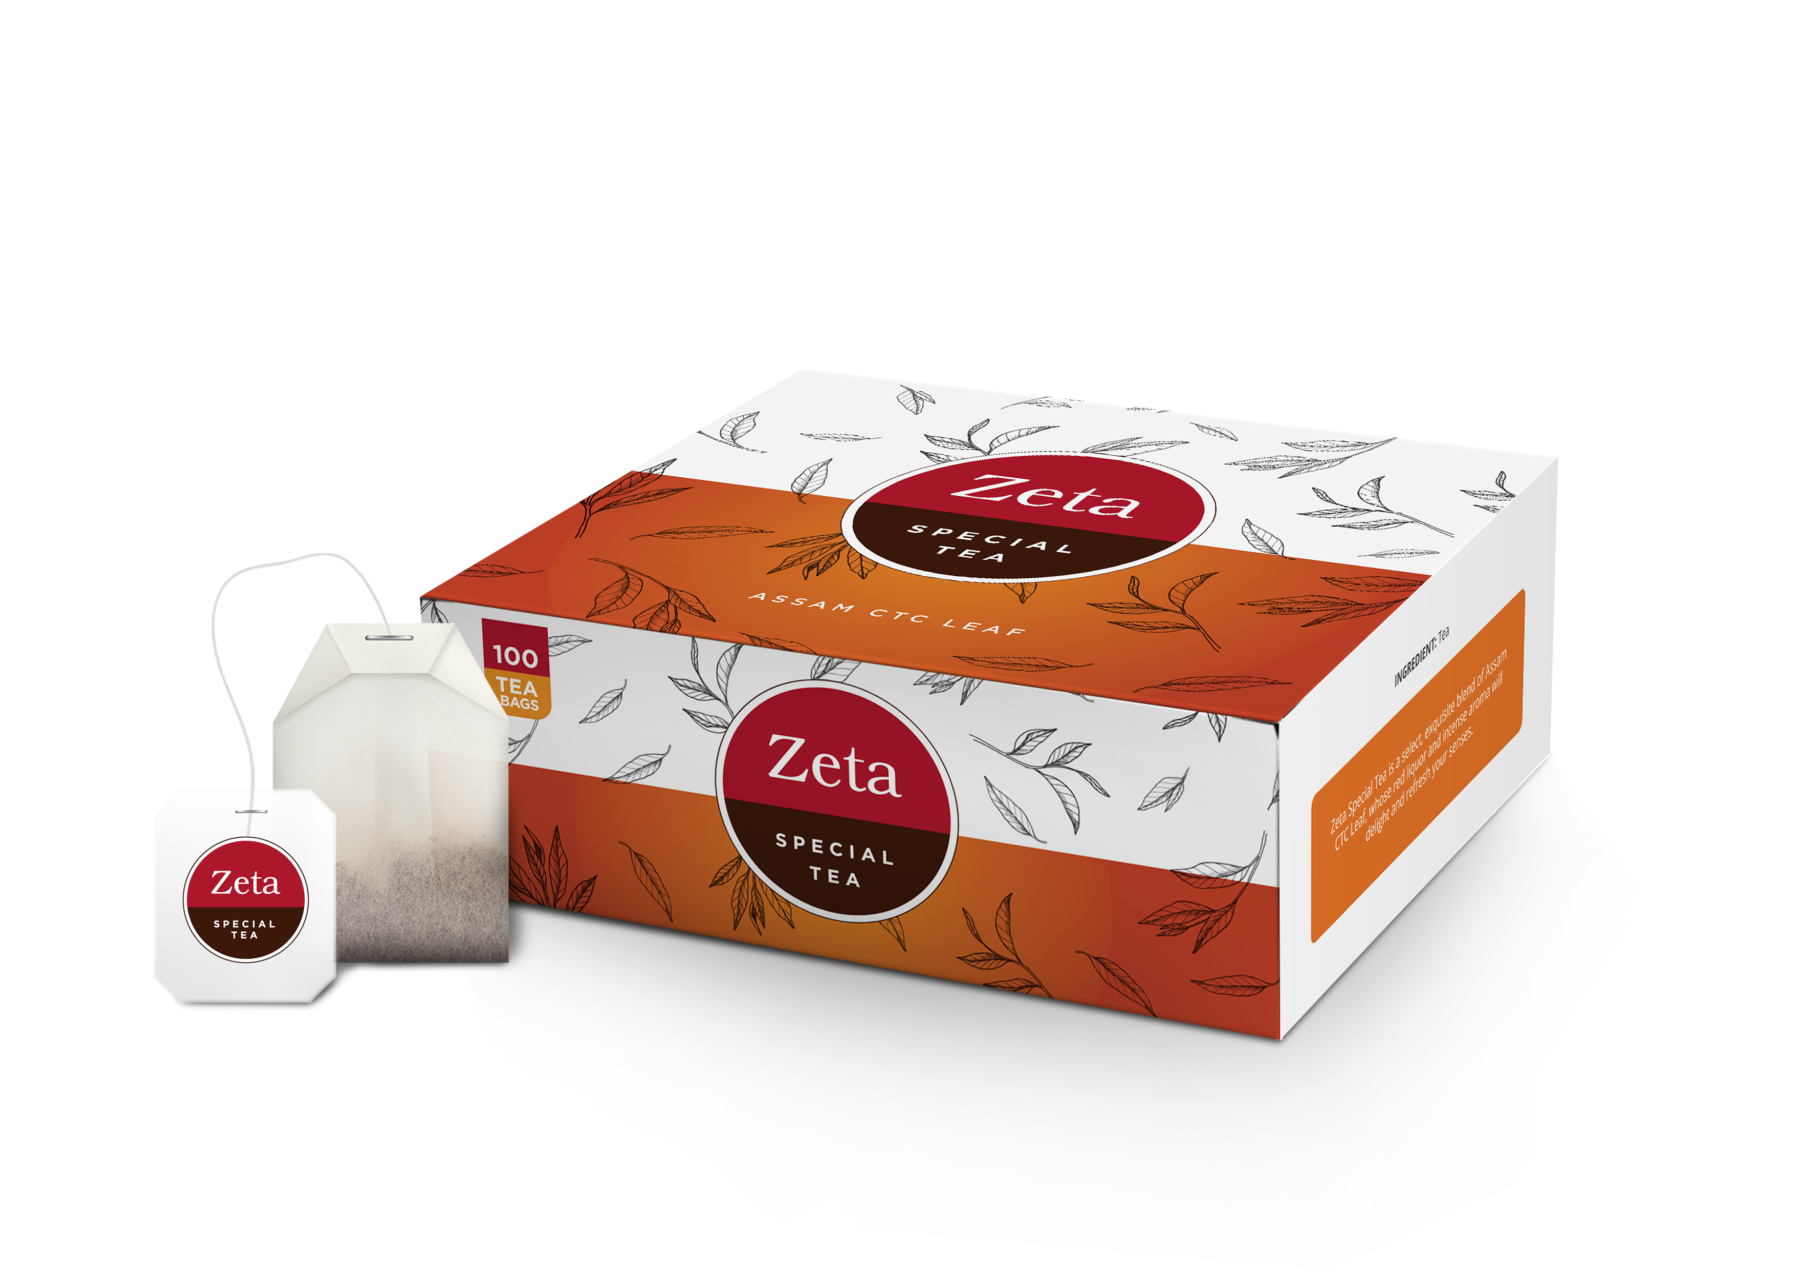 Zeta
SPECIAL
TEA
ASSAM CTC LEAF
100
TEA
BAGS
Zeta
SPECIAL
TEA
INGREDIENT: Tea
Zeta Special Tea is a select, exquisite blend of Assam
CTC Leaf, whose red liquor and intense aroma will
delight and refresh your senses.
Zeta
SPECIAL
TEA